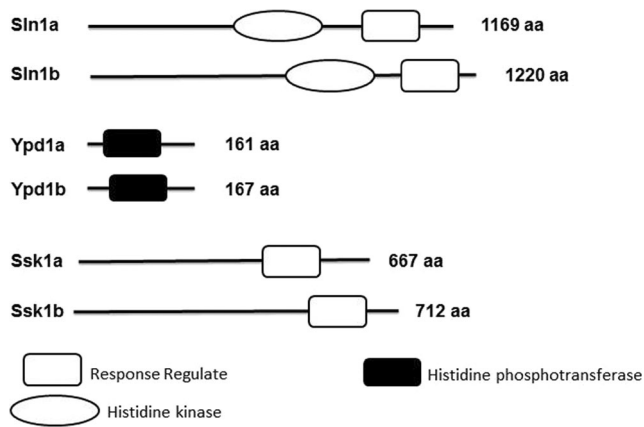 Sln1a 1169 aa
Sln1b 1220 aa
Ypd1a 161 aa
Ypd1b 167 aa
Ssk1a 667 aa
Ssk1b 712 aa
Response Regulate Histidine phosphotransferase
Histidine kinase